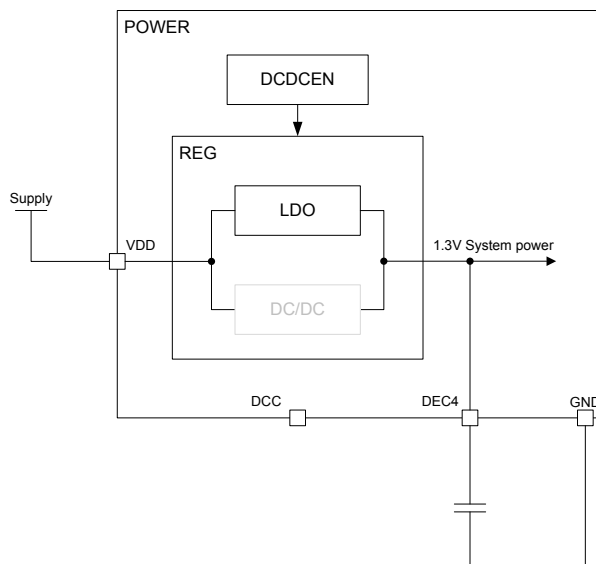 POWER
DCDCEN
REG
LDO
Supply
VDD
1.3V System power
DC/DC
DCC
DEC4
GND